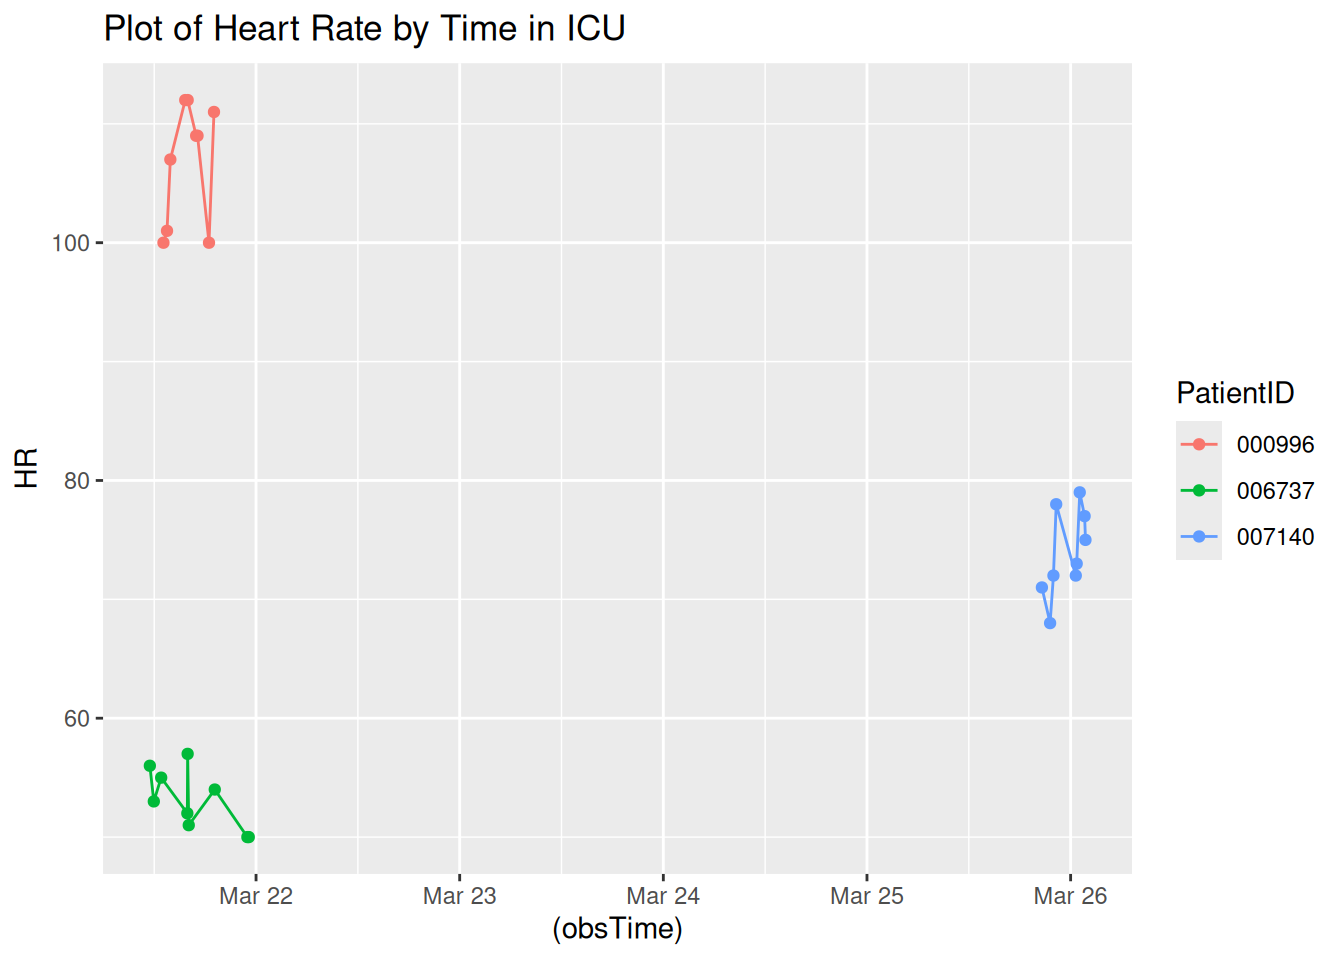 Plot of Heart Rate by Time in ICU
HR
100
80
60
Mar 22
Mar 23
Mar 24
Mar 25
Mar 26
(obsTime)
PatientID
000996
006737
007140